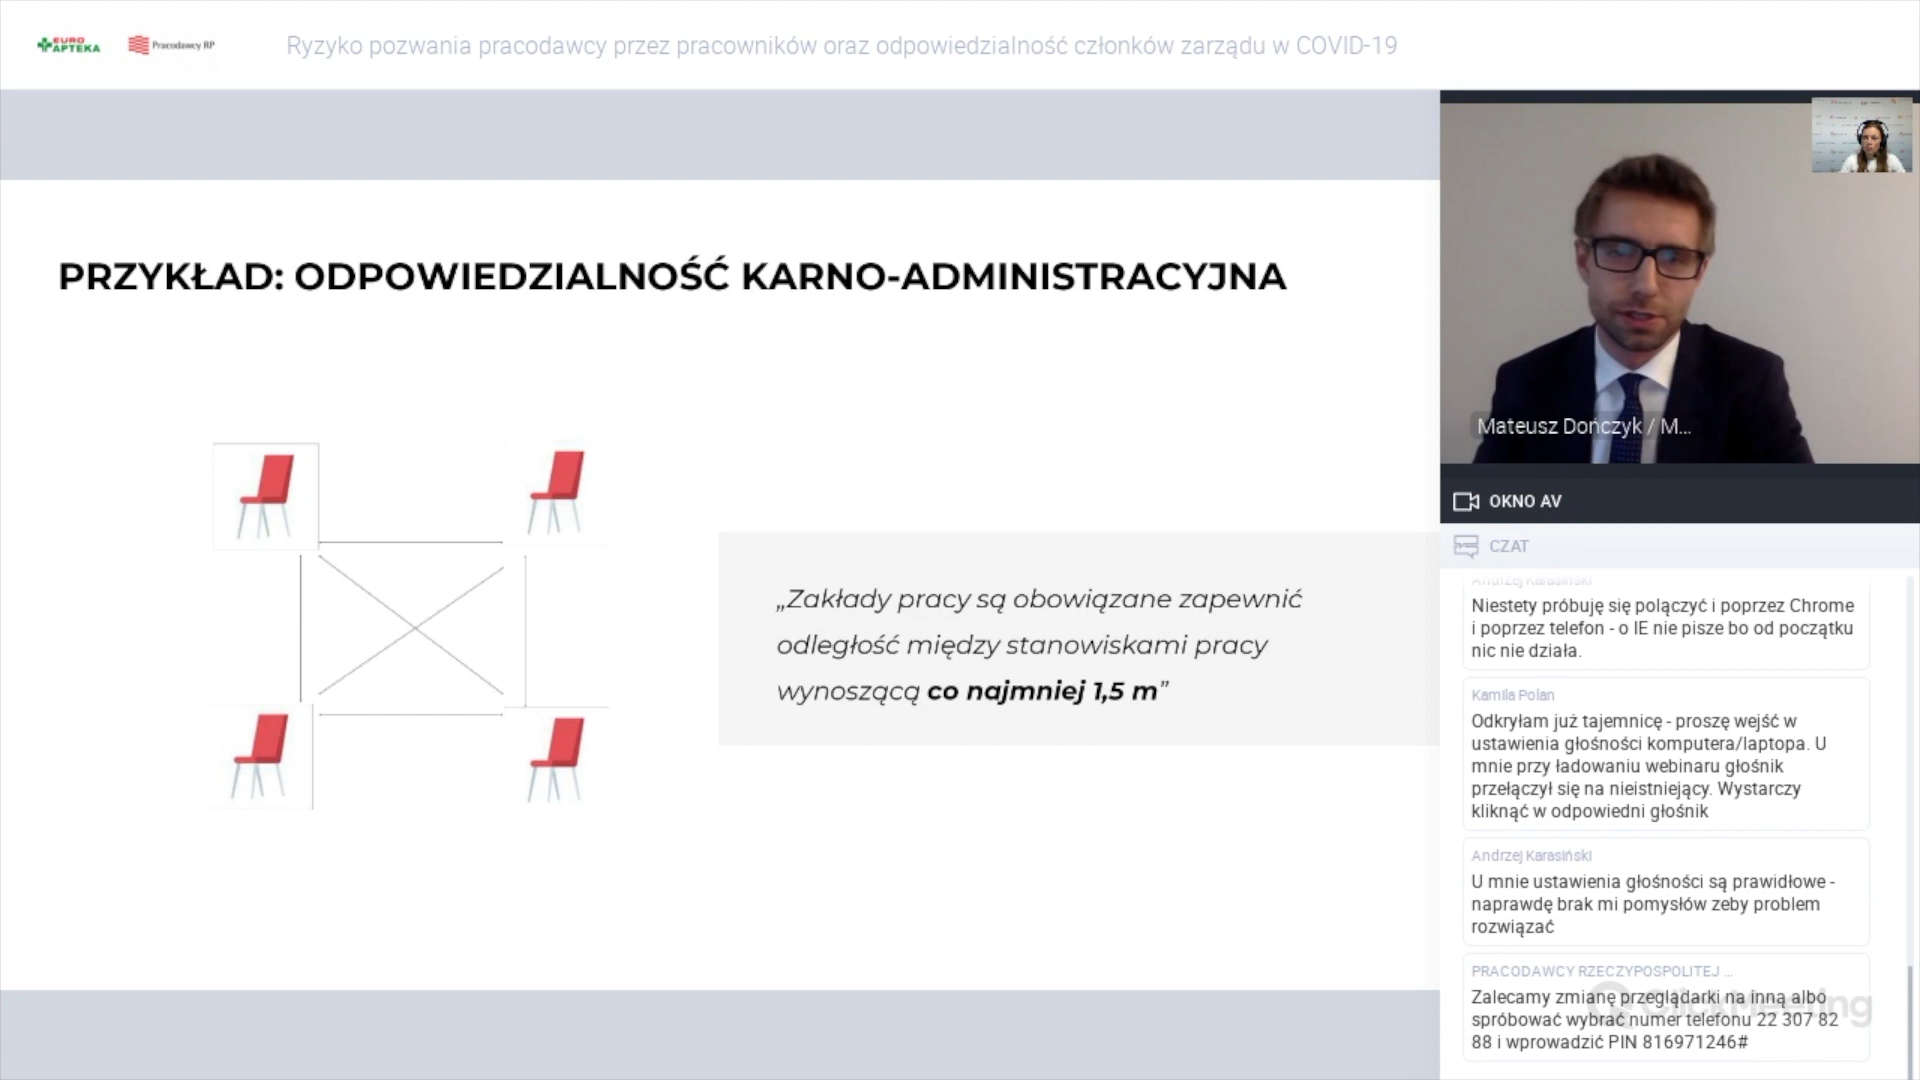 EURO
APTEKA
Pracodawcy RP
Ryzyko pozwania pracodawcy przez pracowników oraz odpowiedzialność członków zarządu w COVID-19
PRZYKŁAD: ODPOWIEDZIALNOŚĆ KARNO-ADMINISTRACYJNA
„Zakłady pracy są obowiązane zapewnić
odległość między stanowiskami pracy
wynoszącą co najmniej 1,5 m”
Mateusz Dończyk / M...
OKNO AV
CZAT
Andrzej Karasiński
Niestety próbuję się polączyć i poprzez Chrome
i poprzez telefon - o IE nie pisze bo od początku
nic nie działa.
Kamila Polan
Odkryłam już tajemnicę - proszę wejść w
ustawienia głośności komputera/laptopa. U
mnie przy ładowaniu webinaru głośnik
przełączył się na nieistniejący. Wystarczy
kliknąć w odpowiedni głośnik
Andrzej Karasiński
U mnie ustawienia głośności są prawidłowe -
naprawdę brak mi pomysłów zeby problem
rozwiązać
PRACODAWCY RZECZYPOSPOLITEJ ...
Zalecamy zmianę przeglądarki na inną albo
spróbować wybrać numer telefonu 22 307 82
88 i wprowadzić PIN 816971246#
ClickMeeting